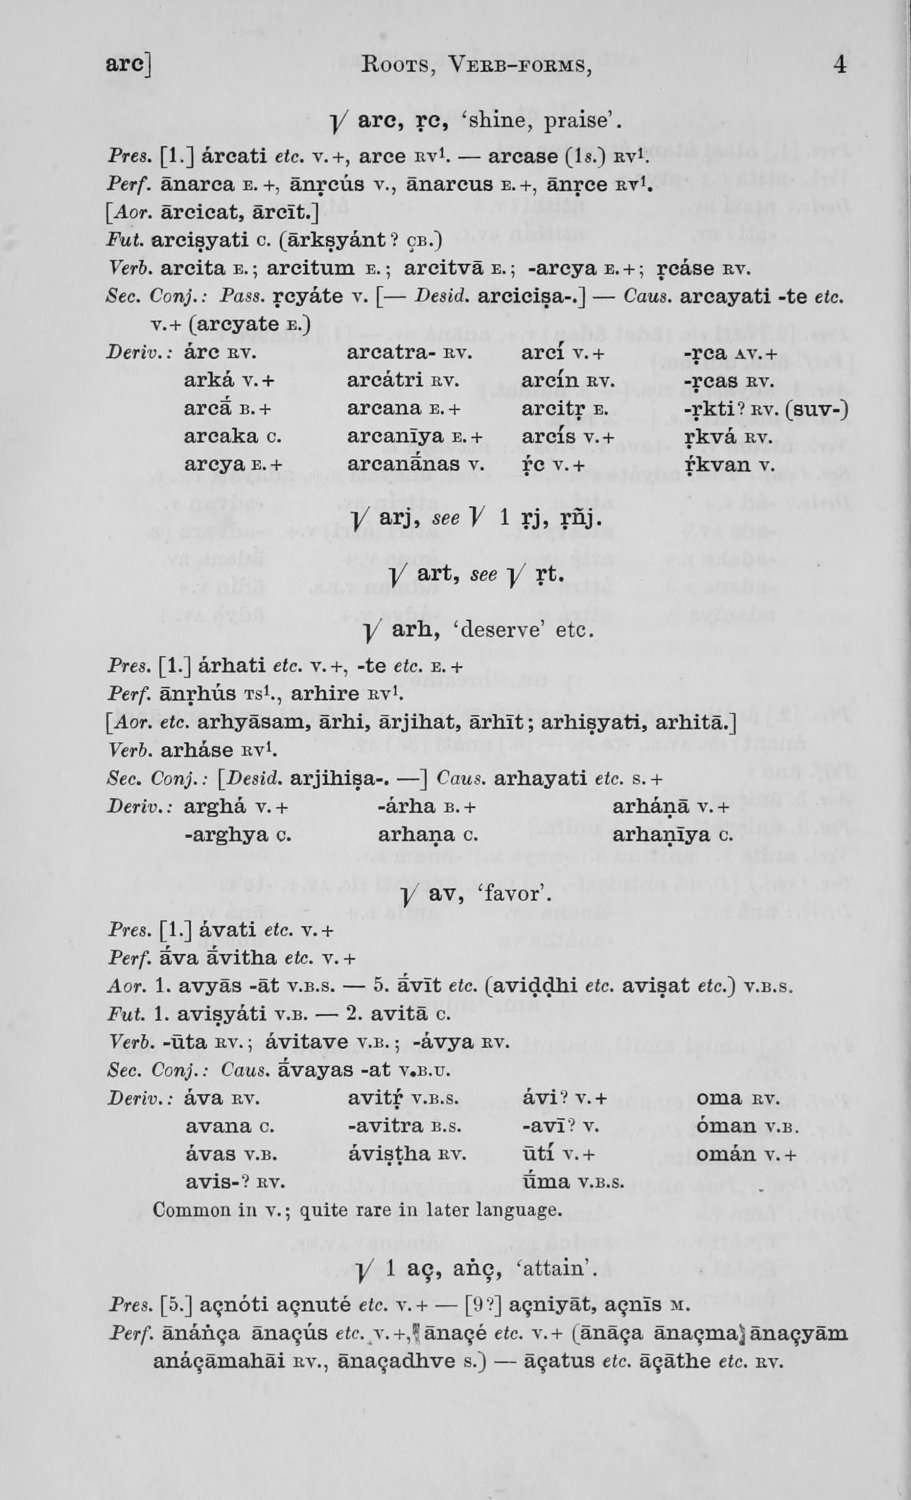 arc] Roots, Verb-forms, 4
√ arc, ṛc, ‘shine, praise’.
Pres. [1.] árcati etc. v.+, arce RV¹. — arcase (1s.) RV¹.
Perf. ānarca E.+, ānṛcús V., ānarcus E.+, ānṛce RV¹.
[Aor. ārcicat, ārcīt.]
Fut. arciṣyati C. (ārkṣyánt? ÇB.)
Verb. arcita E.; arcitum E.; arcitvā E.; -arcya E.+; ṛcáse RV.
Sec. Conj.: Pass. ṛcyáte V. [— Desid. arciciṣa-.] — Caus. arcayati -te etc.
V.+ (arcyate E.)
Deriv.: árc RV. arcatra- RV. arcí V.+ -ṛca AV.+
arká V.+ arcátri RV. arcín RV. -ṛcas RV.
arcā́ B.+ arcana E.+ arcitṛ E. -ṛkti? RV. (suv-)
arcaka C. arcanīya E.+ arcís V.+ ṛkvá RV.
arcya E.+ arcanā́nas V. ṛ́c V.+ ṛ́kvan V.
√ arj, see √ 1 ṛj, ṛñj.
√ art, see √ ṛt.
√ arh, ‘deserve’ etc.
Pres. [1.] árhati etc. V.+, -te etc. E.+
Perf. ānṛhús TS¹., arhire RV¹.
[Aor. etc. arhyāsam, ārhi, ārjihat, ārhīt; arhiṣyati, arhitā.]
Verb. arháse RV¹.
Sec. Conj.: [Desid. arjihiṣa-. —] Caus. arhayati etc. S.+
Deriv.: arghá V.+ -árha B.+ arháṇā V.+
-arghya C. arhaṇa C. arhaṇīya C.
√ av, ‘favor’.
Pres. [1.] ávati etc. V.+
Perf. ā́va ā́vitha etc. V.+
Aor. 1. avyās -āt V.B.S. — 5. ā́vīt etc. (aviḍḍhi etc. aviṣat etc.) V.B.S.
Fut. 1. aviṣyáti V.B. — 2. avitā C.
Verb. -ūta RV.; ávitave V.B.; -ávya RV.
Sec. Conj.: Caus. ā́vayas -at V.B.U.
Deriv.: áva RV. avitṛ́ V.B.S. ávi? V.+ oma RV.
avana C. -avitra B.S. -avī? V. óman V.B.
ávas V.B. áviṣṭha RV. ūtí V.+ omán V.+
avis-? RV. ū́ma V.B.S.
Common in V.; quite rare in later language.
√ 1 aç, aṅç, ‘attain’.
Pres. [5.] açnóti açnuté etc. V.+ — [9?] açniyāt, açnīs M.
Perf. ānáṅça ānaçús etc. V.+, ānaçé etc. V.+ (ānāça ānaçma, ānaçyām
anáçāmahāi RV., ānaçadhve S.) — āçatus etc. āçāthe etc. RV.